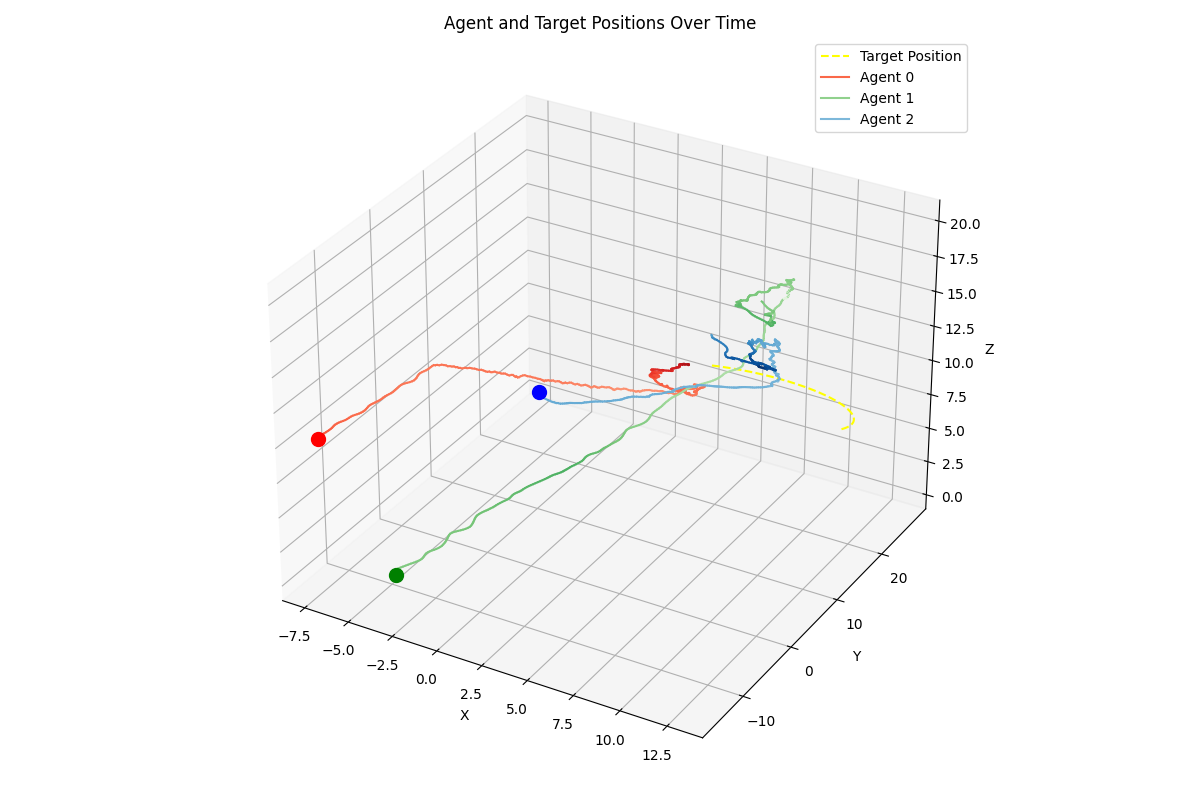 Agent and Target Positions Over Time
Target Position
Agent 0
Agent 1
Agent 2
20.0
17.5
15.0
12.5
Z
10.0
7.5
5.0
2.5
0.0
20
10
Y
0
−10
−7.5
−5.0
−2.5
0.0
2.5
X
5.0
7.5
10.0
12.5